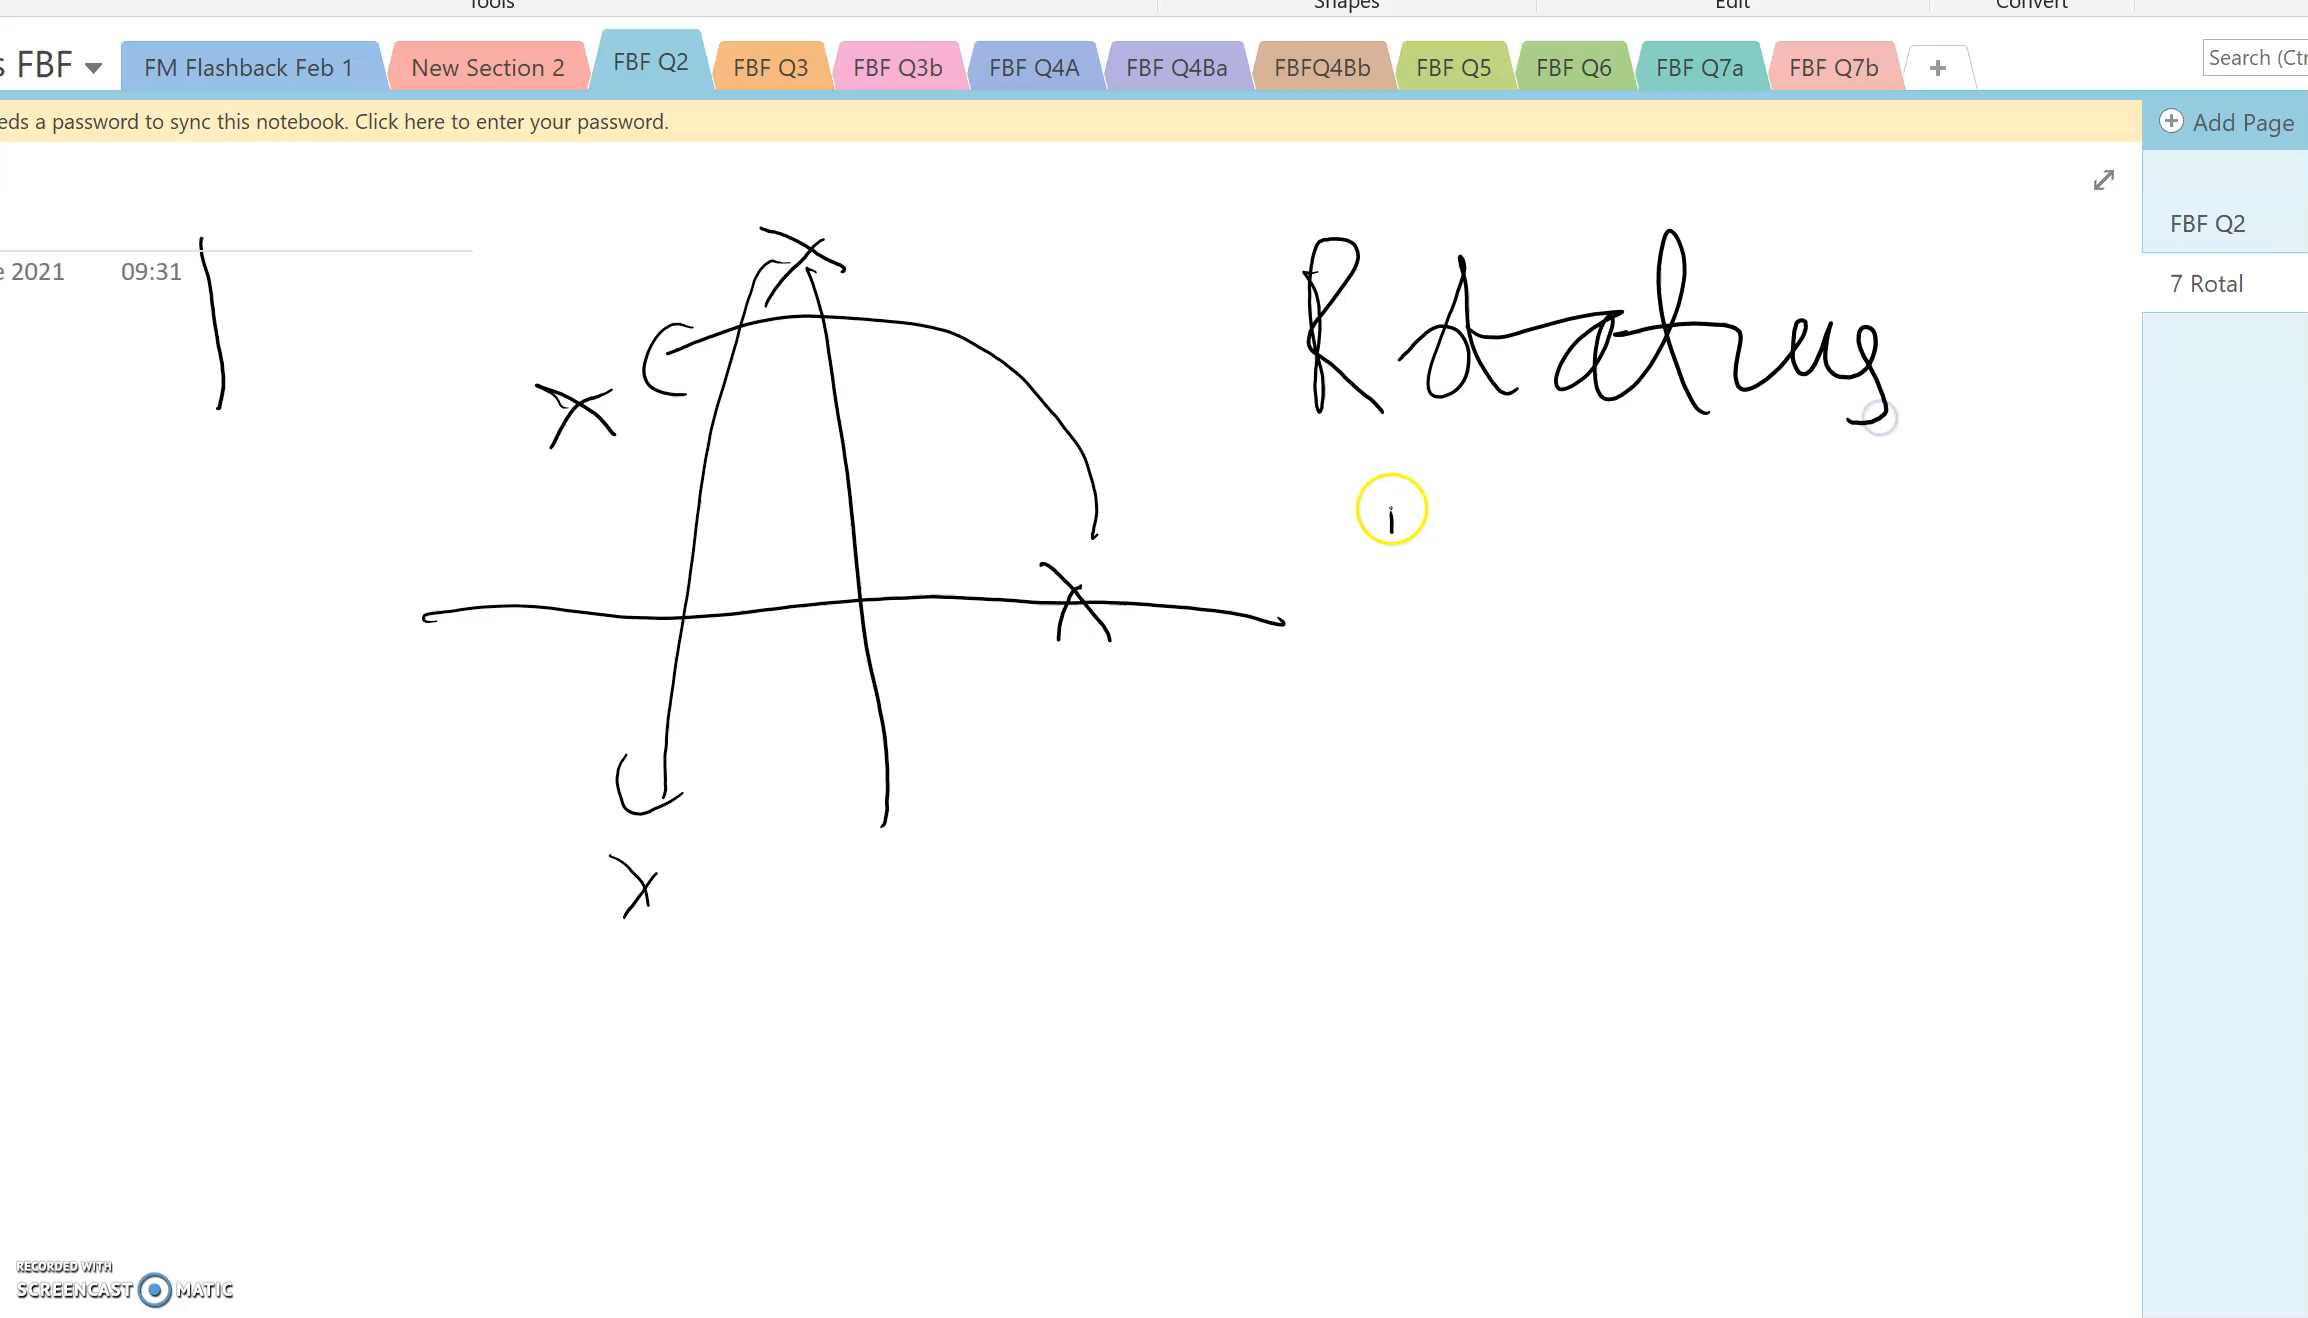 Tools Shapes Edit Convert
s FBF FM Flashback Feb 1 New Section 2 FBF Q2 FBF Q3 FBF Q3b FBF Q4A FBF Q4Ba FBFQ4Bb FBF Q5 FBF Q6 FBF Q7a FBF Q7b + Search (Ctr
eds a password to sync this notebook. Click here to enter your password.
Add Page
FBF Q2
7 Rotal
e 2021 09:31
X
X
X
X
RECORDED WITH
SCREENCAST MATIC